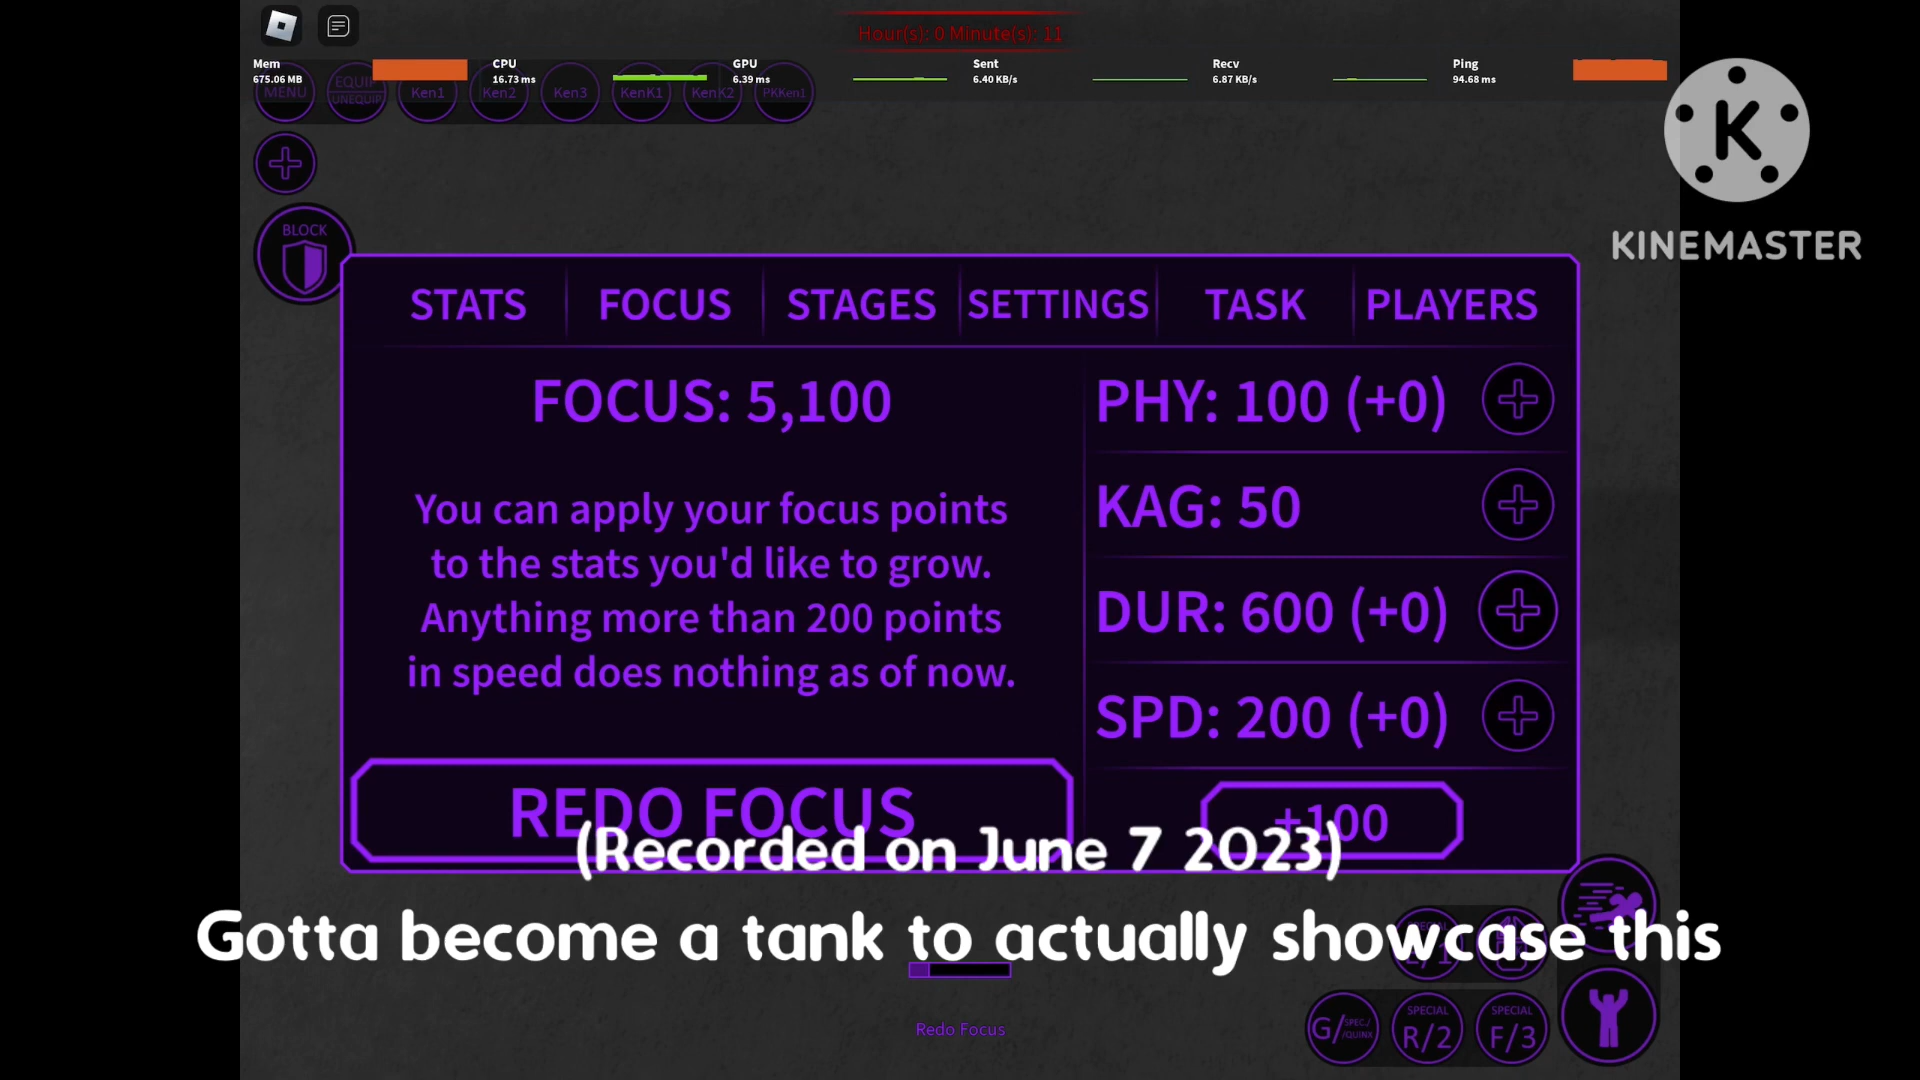 Hour(s): 0 Minute(s): 11
Mem
675.06 MB
CPU
16.73 ms
GPU
6.39 ms
Sent
6.40 KB/s
Recv
6.87 KB/s
Ping
94.68 ms
MENU
EQUIP
UNEQUIP
Ken1
Ken2
Ken3
KenK1
KenK2
PKKen1
K
KINEMASTER
BLOCK
STATS
FOCUS
STAGES
SETTINGS
TASK
PLAYERS
FOCUS: 5,100
You can apply your focus points
to the stats you'd like to grow.
Anything more than 200 points
in speed does nothing as of now.
REDO FOCUS
PHY: 100 (+0)
KAG: 50
DUR: 600 (+0)
SPD: 200 (+0)
+100
(Recorded on June 7 2023)
Gotta become a tank to actually showcase this
Redo Focus
G/SPEC./
/QUINX
SPECIAL
R/2
SPECIAL
F/3